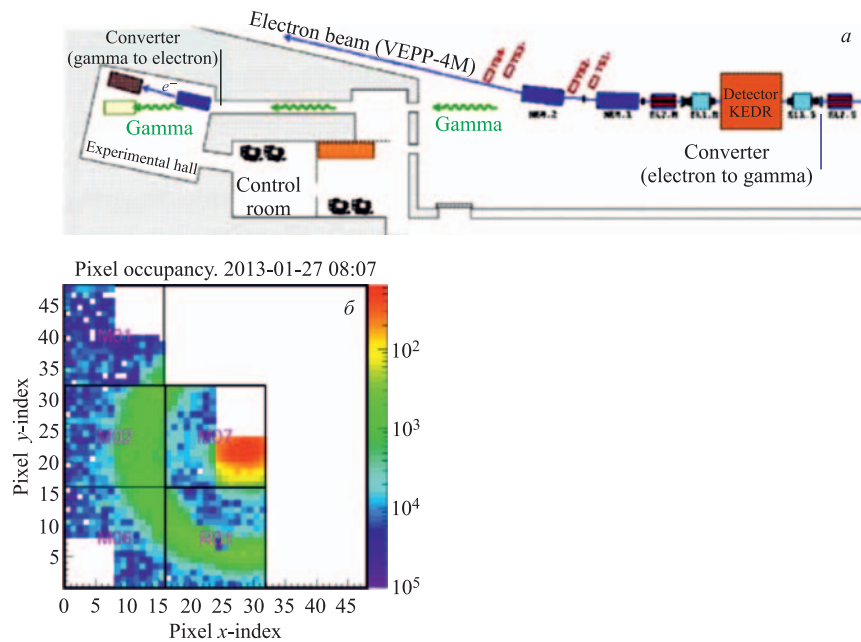 Converter
(gamma to electron)
Electron beam (VEPP-4M)
a
e−
Gamma
Gamma
Detector
KEDR
Experimental hall
Control
room
Converter
(electron to gamma)
Pixel occupancy. 2013-01-27 08:07
б
Pixel y-index
45
40
35
30
25
20
15
10
5
0 5 10 15 20 25 30 35 40 45
Pixel x-index
M01
M02
M07
M06
10²
10³
10⁴
10⁵